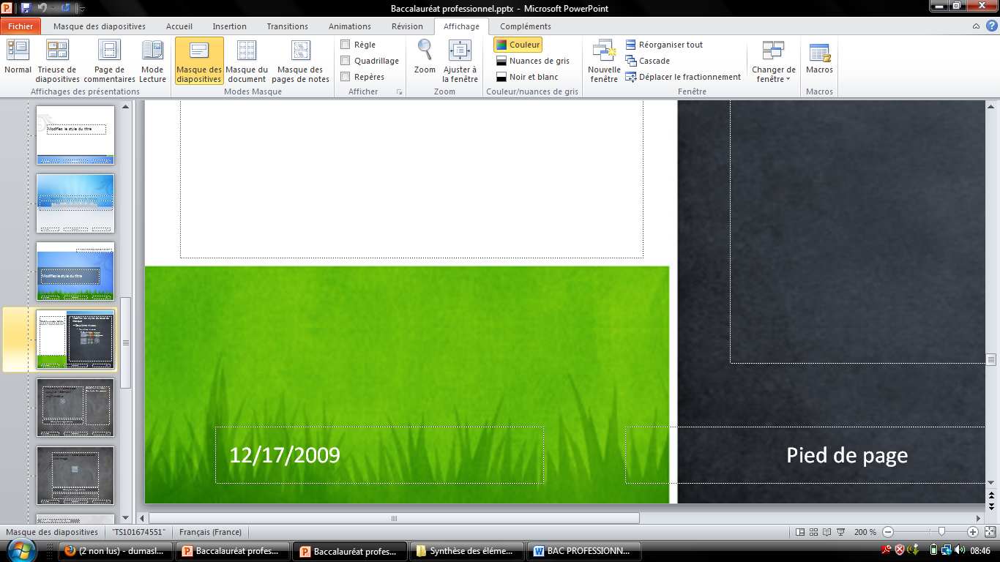 Baccalauréat professionnel.pptx - Microsoft PowerPoint
Fichier Masque des diapositives Accueil Insertion Transitions Animations Révision Affichage Compléments
Normal Trieuse de diapositives Page de commentaires Mode Lecture
Affichages des présentations
Masque des diapositives Masque du document Masque des pages de notes
Modes Masque
Règle
Quadrillage
Repères
Afficher
Zoom Ajuster à la fenêtre
Zoom
Couleur
Nuances de gris
Noir et blanc
Couleur/nuances de gris
Nouvelle fenêtre
Réorganiser tout
Cascade
Déplacer le fractionnement
Changer de fenêtre
Fenêtre
Macros
Macros
Modifiez le style du titre
Modifiez le style du titre
12/17/2009
Pied de page
Masque des diapositives "TS101674551" Français (France) 200 %
(2 non lus) - dumasl... Baccalauréat profes... Baccalauréat profes... Synthèse des éléme... BAC PROFESSIONN... 08:46